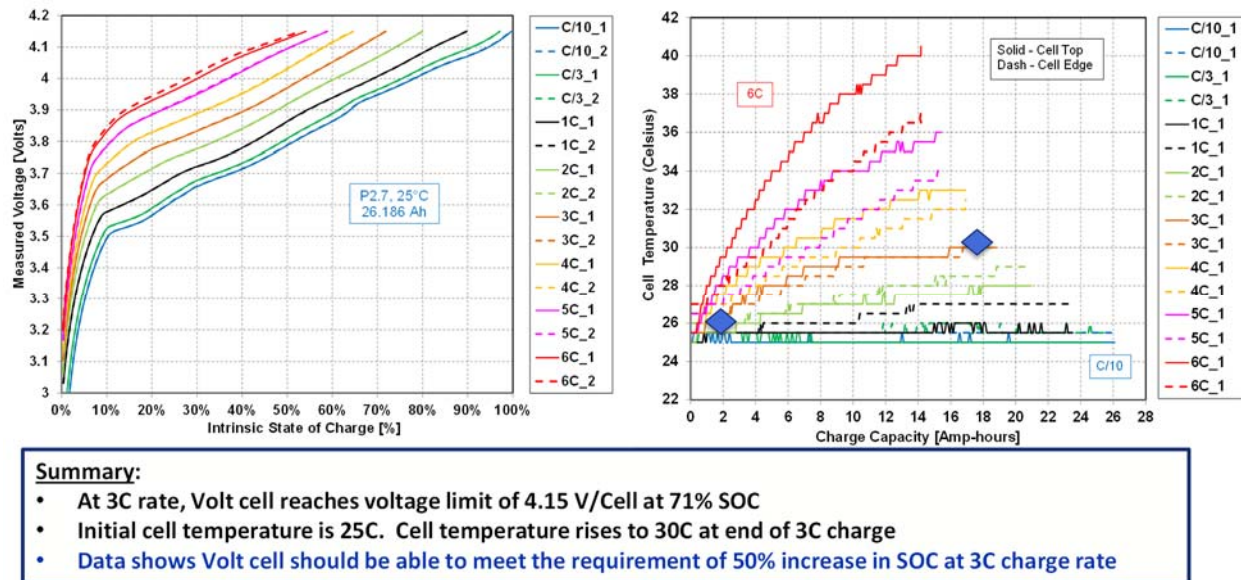 4.2
4.1
4
3.9
3.8
3.7
3.6
3.5
3.4
3.3
3.2
3.1
3
Measured Voltage [Volts]
P2.7, 25°C
26.186 Ah
0% 10% 20% 30% 40% 50% 60% 70% 80% 90% 100%
Intrinsic State of Charge [%]
C/10_1
C/10_2
C/3_1
C/3_2
1C_1
1C_2
2C_1
2C_2
3C_1
3C_2
4C_1
4C_2
5C_1
5C_2
6C_1
6C_2
42
40
38
36
34
32
30
28
26
24
22
Cell Temperature (Celsius)
6C
Solid - Cell Top
Dash - Cell Edge
C/10
0 2 4 6 8 10 12 14 16 18 20 22 24 26 28
Charge Capacity [Amp-hours]
C/10_1
C/10_1
C/3_1
C/3_1
1C_1
1C_1
2C_1
2C_1
3C_1
3C_1
4C_1
4C_1
5C_1
5C_1
6C_1
6C_1
Summary:
• At 3C rate, Volt cell reaches voltage limit of 4.15 V/Cell at 71% SOC
• Initial cell temperature is 25C. Cell temperature rises to 30C at end of 3C charge
• Data shows Volt cell should be able to meet the requirement of 50% increase in SOC at 3C charge rate